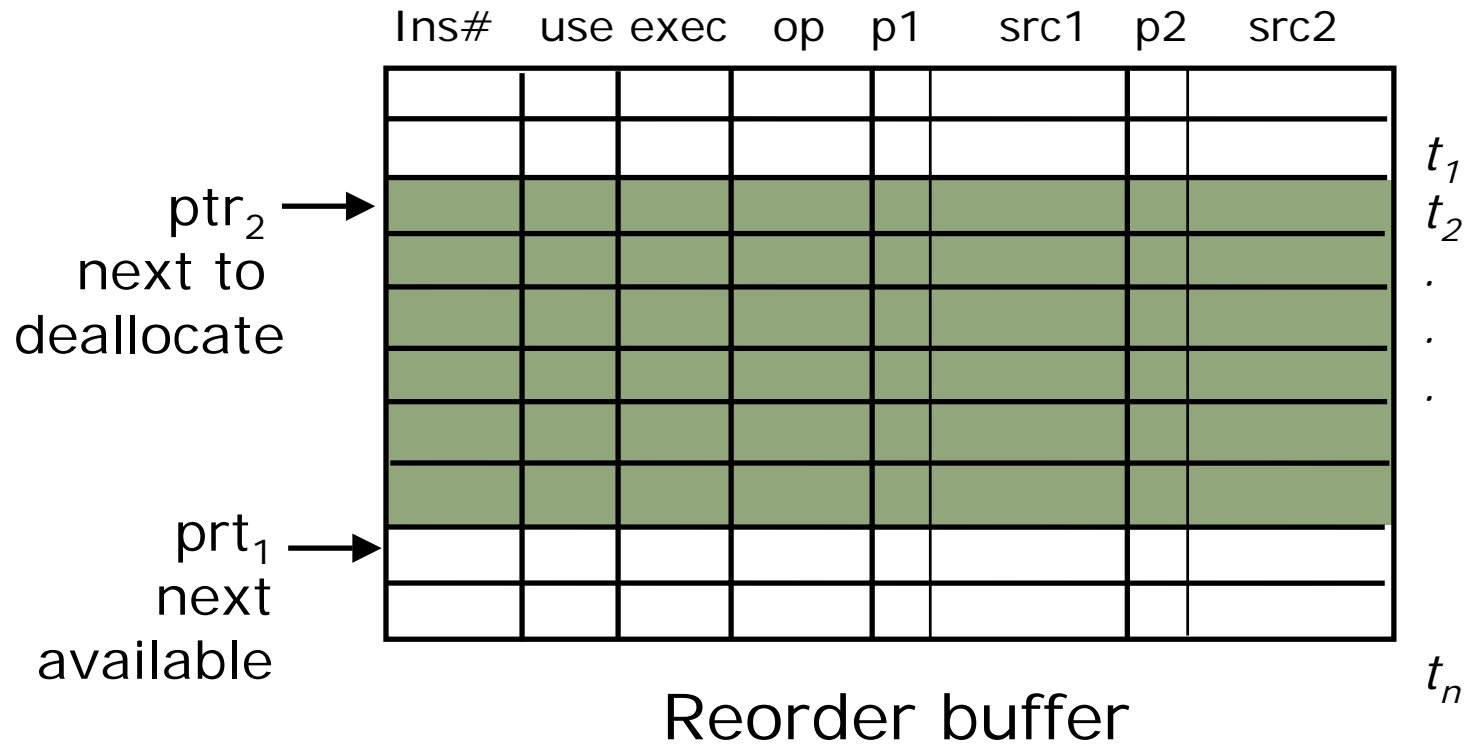 Ins# use exec op p1 src1 p2 src2
t₁
ptr₂
t₂
next to
.
deallocate
.
.
prt₁
next
available
tₙ
Reorder buffer